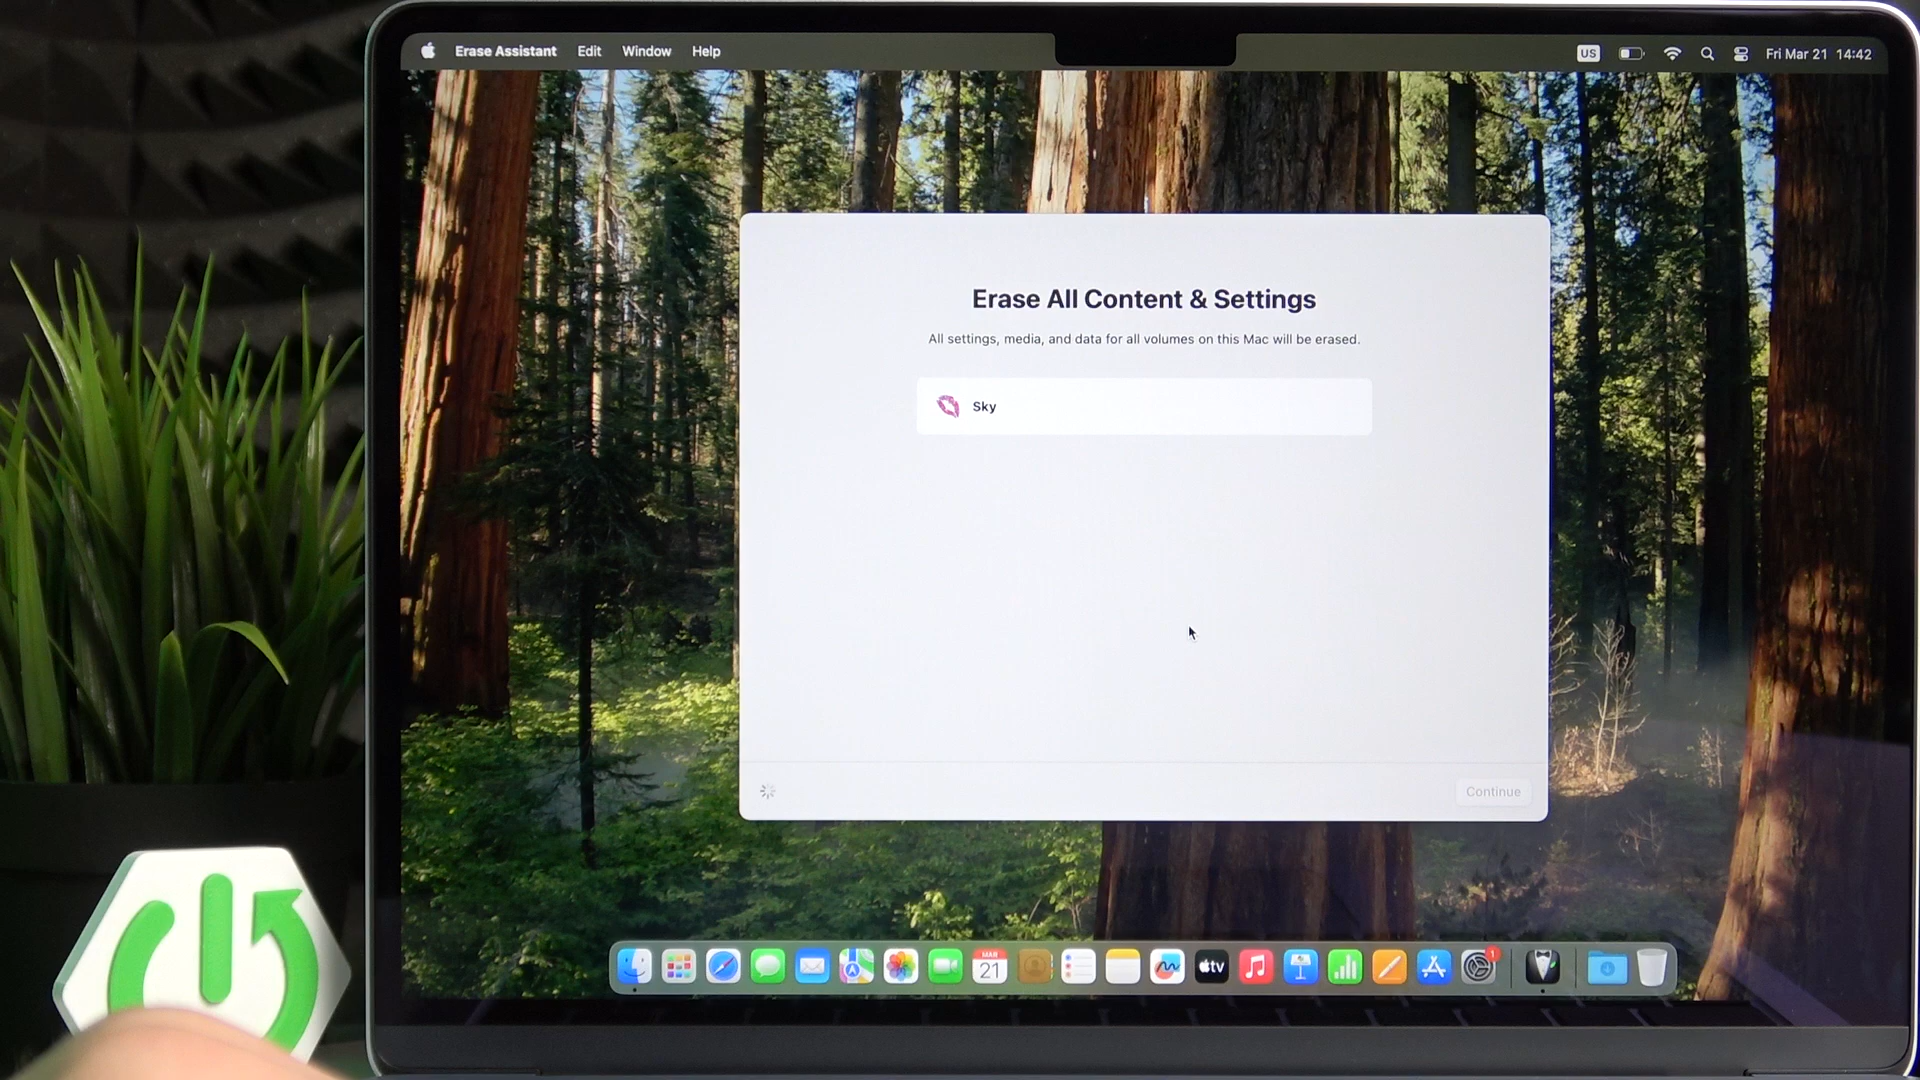 Erase Assistant Edit Window Help
US Fri Mar 21 14:42
Erase All Content & Settings
All settings, media, and data for all volumes on this Mac will be erased.
Sky
Continue
MAR
21
tv
1